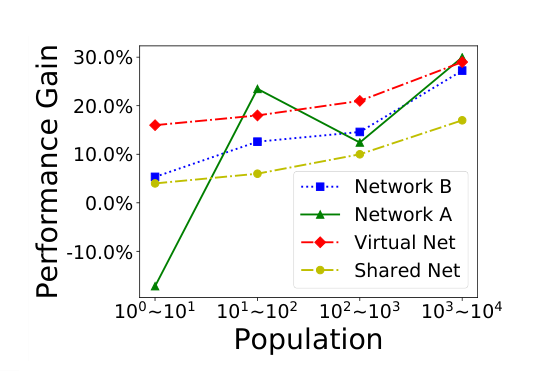 Performance Gain
30.0%
20.0%
10.0%
0.0%
-10.0%
Network B
Network A
Virtual Net
Shared Net
10⁰~10¹ 10¹~10² 10²~10³ 10³~10⁴
Population